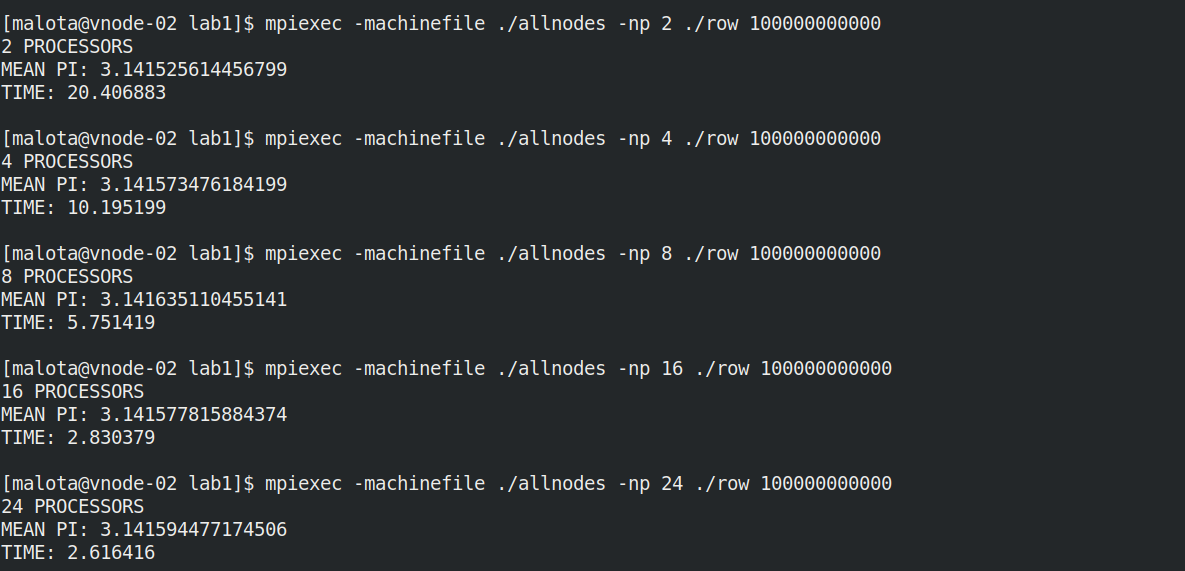 [malota@vnode-02 lab1]$ mpiexec -machinefile ./allnodes -np 2 ./row 100000000000
2 PROCESSORS
MEAN PI: 3.141525614456799
TIME: 20.406883
[malota@vnode-02 lab1]$ mpiexec -machinefile ./allnodes -np 4 ./row 100000000000
4 PROCESSORS
MEAN PI: 3.141573476184199
TIME: 10.195199
[malota@vnode-02 lab1]$ mpiexec -machinefile ./allnodes -np 8 ./row 100000000000
8 PROCESSORS
MEAN PI: 3.141635110455141
TIME: 5.751419
[malota@vnode-02 lab1]$ mpiexec -machinefile ./allnodes -np 16 ./row 100000000000
16 PROCESSORS
MEAN PI: 3.141577815884374
TIME: 2.830379
[malota@vnode-02 lab1]$ mpiexec -machinefile ./allnodes -np 24 ./row 100000000000
24 PROCESSORS
MEAN PI: 3.141594477174506
TIME: 2.616416